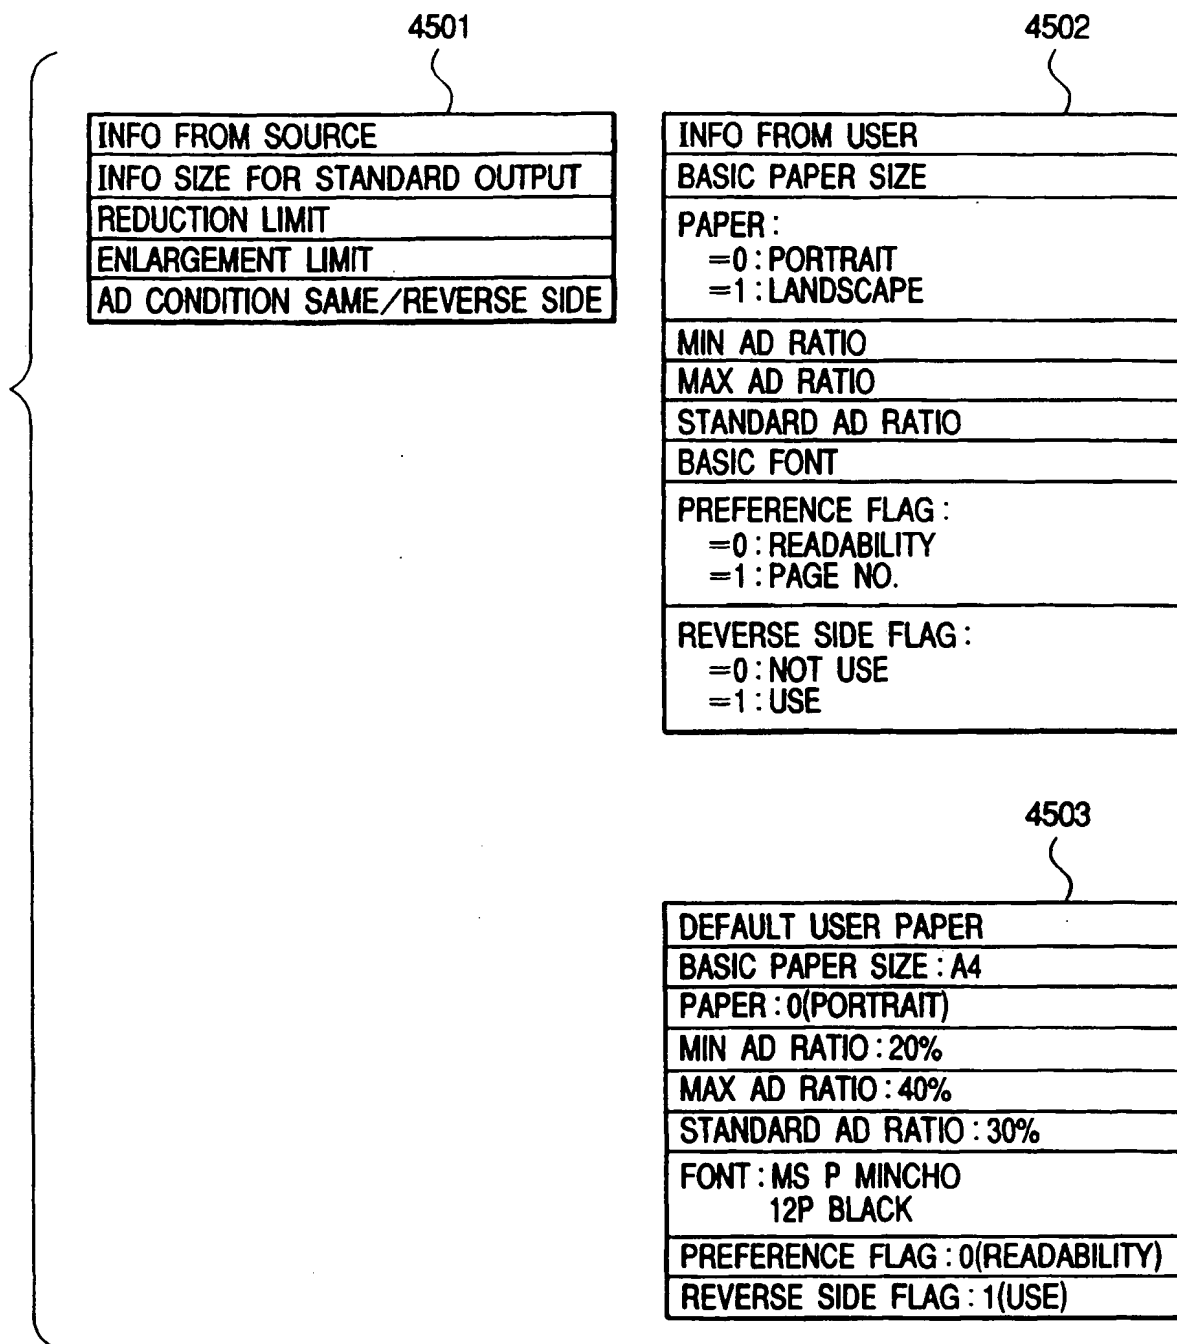 4501
INFO FROM SOURCE
INFO SIZE FOR STANDARD OUTPUT
REDUCTION LIMIT
ENLARGEMENT LIMIT
AD CONDITION SAME/REVERSE SIDE
4502
INFO FROM USER
BASIC PAPER SIZE
PAPER:
=0:PORTRAIT
=1:LANDSCAPE
MIN AD RATIO
MAX AD RATIO
STANDARD AD RATIO
BASIC FONT
PREFERENCE FLAG:
=0:READABILITY
=1:PAGE NO.
REVERSE SIDE FLAG:
=0:NOT USE
=1:USE
4503
DEFAULT USER PAPER
BASIC PAPER SIZE:A4
PAPER:0(PORTRAIT)
MIN AD RATIO:20%
MAX AD RATIO:40%
STANDARD AD RATIO:30%
FONT:MS P MINCHO
12P BLACK
PREFERENCE FLAG:0(READABILITY)
REVERSE SIDE FLAG:1(USE)